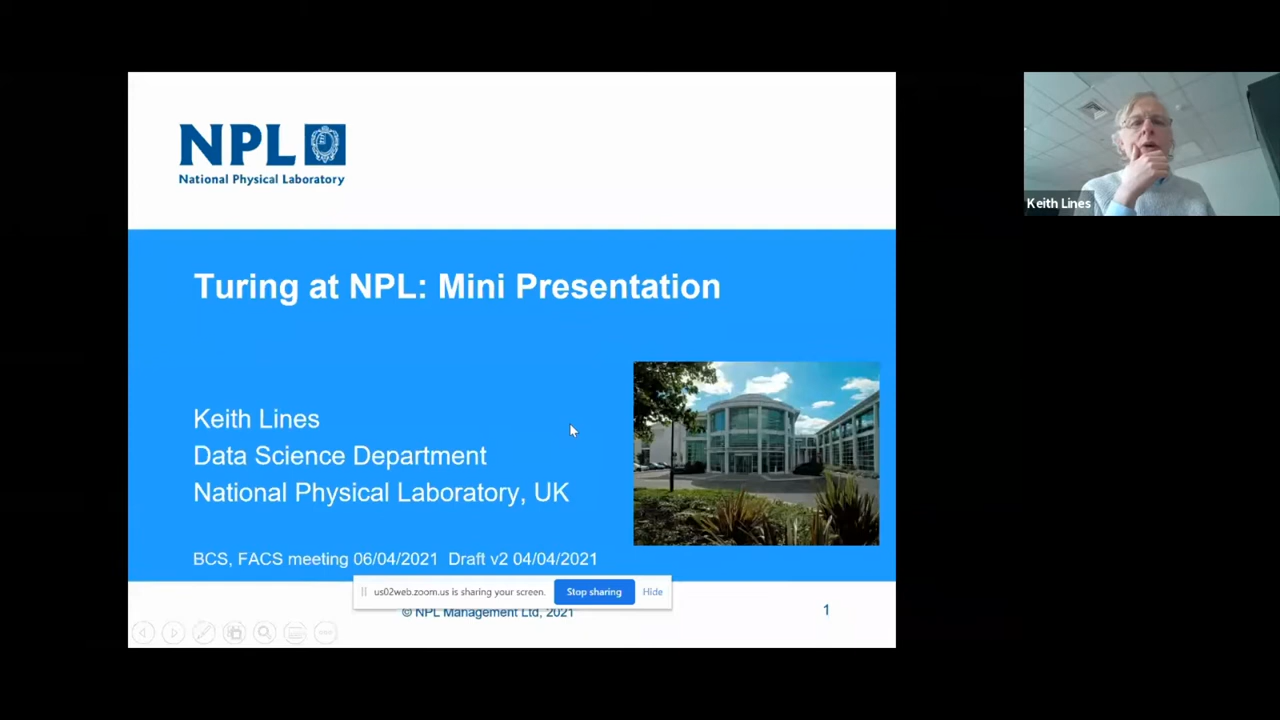 NPL
National Physical Laboratory
Turing at NPL: Mini Presentation
Keith Lines
Data Science Department
National Physical Laboratory, UK
BCS, FACS meeting 06/04/2021 Draft v2 04/04/2021
us02web.zoom.us is sharing your screen. Stop sharing Hide
© NPL Management Ltd, 2021
1
Keith Lines